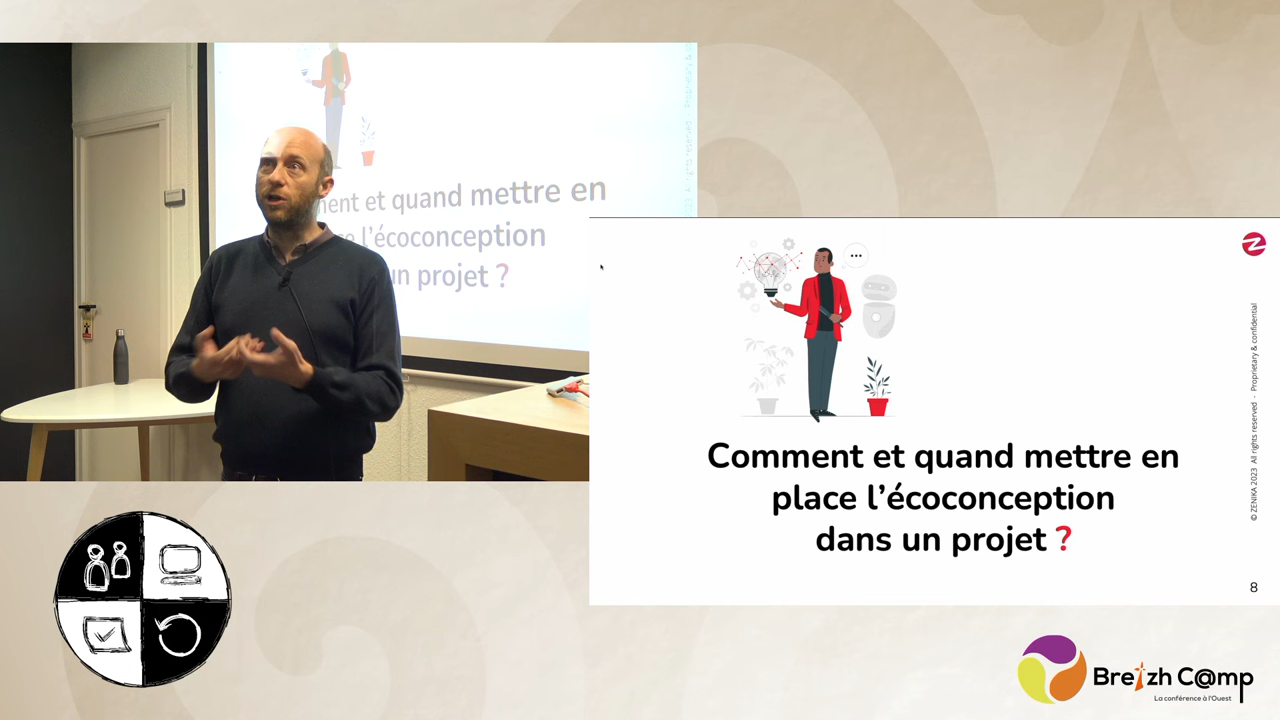 ment et quand mettre en
ce l'écoconception
un projet ?
Comment et quand mettre en
place l'écoconception
dans un projet ?
© ZENIKA 2023 All rights reserved - Proprietary & confidential
8
Breizh C@mp
La conférence à l'Ouest